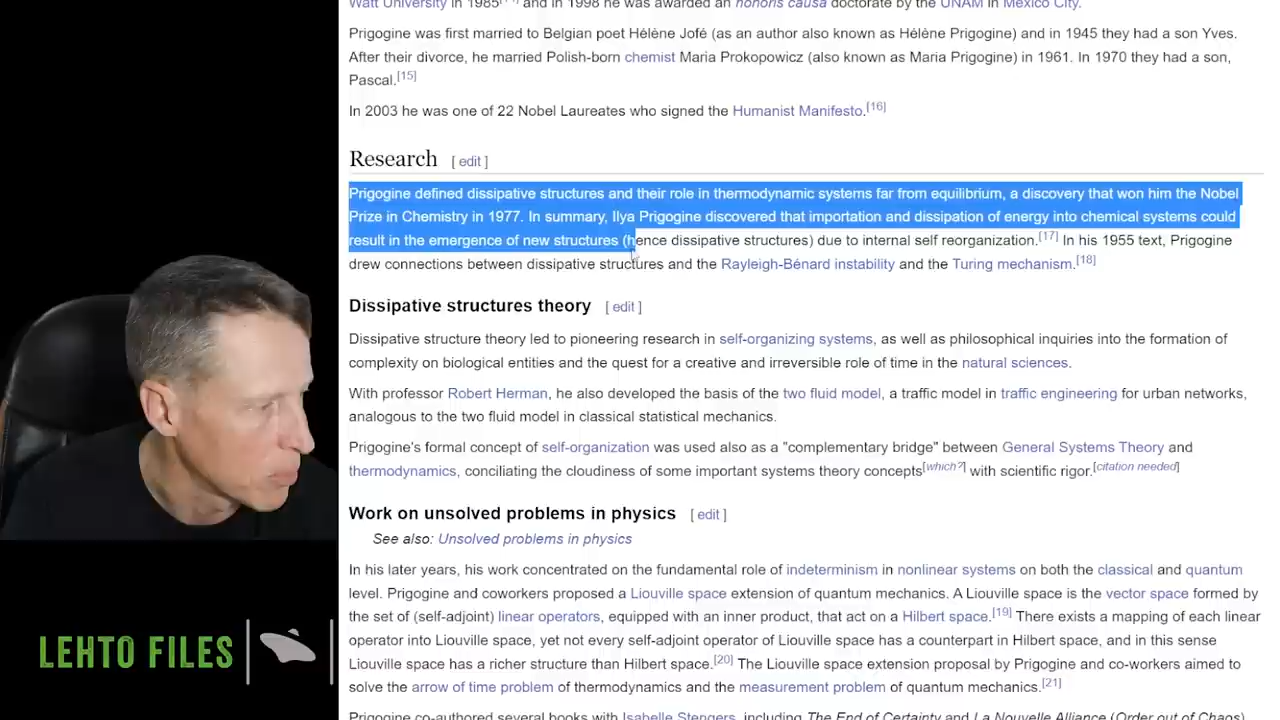 Watt University in 1985 and in 1998 he was awarded an honoris causa doctorate by the UNAM in Mexico City.
Prigogine was first married to Belgian poet Hélène Jofé (as an author also known as Hélène Prigogine) and in 1945 they had a son Yves.
After their divorce, he married Polish-born chemist Maria Prokopowicz (also known as Maria Prigogine) in 1961. In 1970 they had a son,
Pascal.[15]
In 2003 he was one of 22 Nobel Laureates who signed the Humanist Manifesto.[16]
Research [ edit ]
Prigogine defined dissipative structures and their role in thermodynamic systems far from equilibrium, a discovery that won him the Nobel
Prize in Chemistry in 1977. In summary, Ilya Prigogine discovered that importation and dissipation of energy into chemical systems could
result in the emergence of new structures (hence dissipative structures) due to internal self reorganization.[17] In his 1955 text, Prigogine
drew connections between dissipative structures and the Rayleigh-Bénard instability and the Turing mechanism.[18]
Dissipative structures theory [ edit ]
Dissipative structure theory led to pioneering research in self-organizing systems, as well as philosophical inquiries into the formation of
complexity on biological entities and the quest for a creative and irreversible role of time in the natural sciences.
With professor Robert Herman, he also developed the basis of the two fluid model, a traffic model in traffic engineering for urban networks,
analogous to the two fluid model in classical statistical mechanics.
Prigogine's formal concept of self-organization was used also as a "complementary bridge" between General Systems Theory and
thermodynamics, conciliating the cloudiness of some important systems theory concepts[which?] with scientific rigor.[citation needed]
Work on unsolved problems in physics [ edit ]
See also: Unsolved problems in physics
In his later years, his work concentrated on the fundamental role of indeterminism in nonlinear systems on both the classical and quantum
level. Prigogine and coworkers proposed a Liouville space extension of quantum mechanics. A Liouville space is the vector space formed by
the set of (self-adjoint) linear operators, equipped with an inner product, that act on a Hilbert space.[19] There exists a mapping of each linear
operator into Liouville space, yet not every self-adjoint operator of Liouville space has a counterpart in Hilbert space, and in this sense
Liouville space has a richer structure than Hilbert space.[20] The Liouville space extension proposal by Prigogine and co-workers aimed to
solve the arrow of time problem of thermodynamics and the measurement problem of quantum mechanics.[21]
Prigogine co-authored several books with Isabelle Stengers, including The End of Certainty and La Nouvelle Alliance (Order out of Chaos).
LEHTO FILES